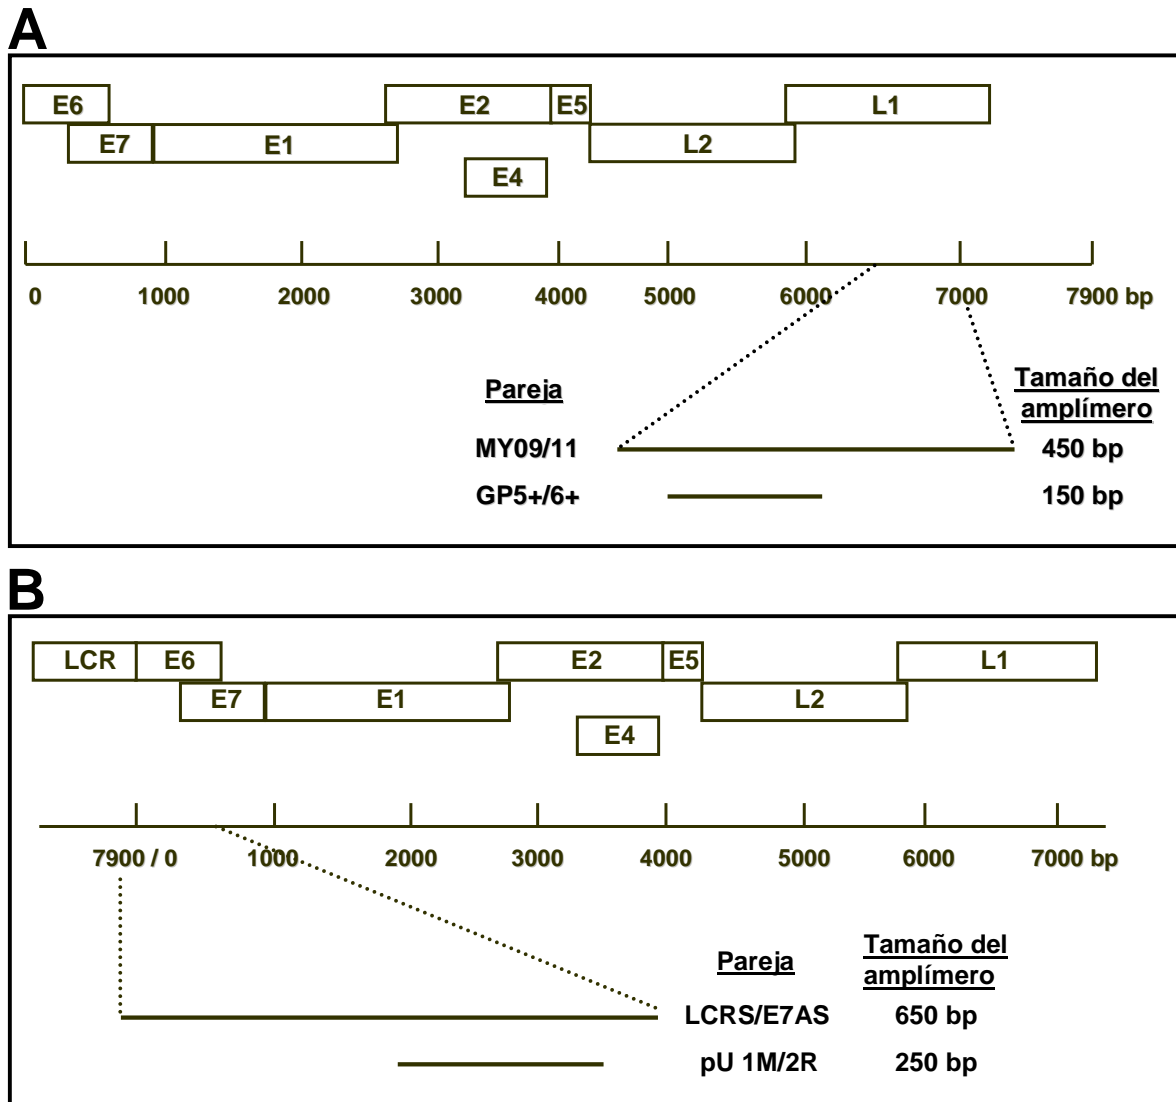 A
E6 E2 E5 L1
E7 E1 L2
E4
0 1000 2000 3000 4000 5000 6000 7000 7900 bp
Pareja Tamaño del
amplímero
MY09/11 450 bp
GP5+/6+ 150 bp
B
LCR E6 E2 E5 L1
E7 E1 L2
E4
7900 / 0 1000 2000 3000 4000 5000 6000 7000 bp
Pareja Tamaño del
amplímero
LCRS/E7AS 650 bp
pU 1M/2R 250 bp